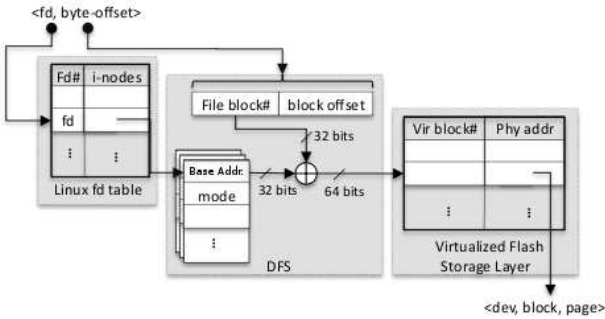 <fd, byte-offset>
Fd# i-nodes
fd
⋮ ⋮
Linux fd table
File block# block offset
32 bits
Base Addr.
mode
⋮
32 bits
64 bits
DFS
Vir block# Phy addr
⋮ ⋮
Virtualized Flash
Storage Layer
<dev, block, page>